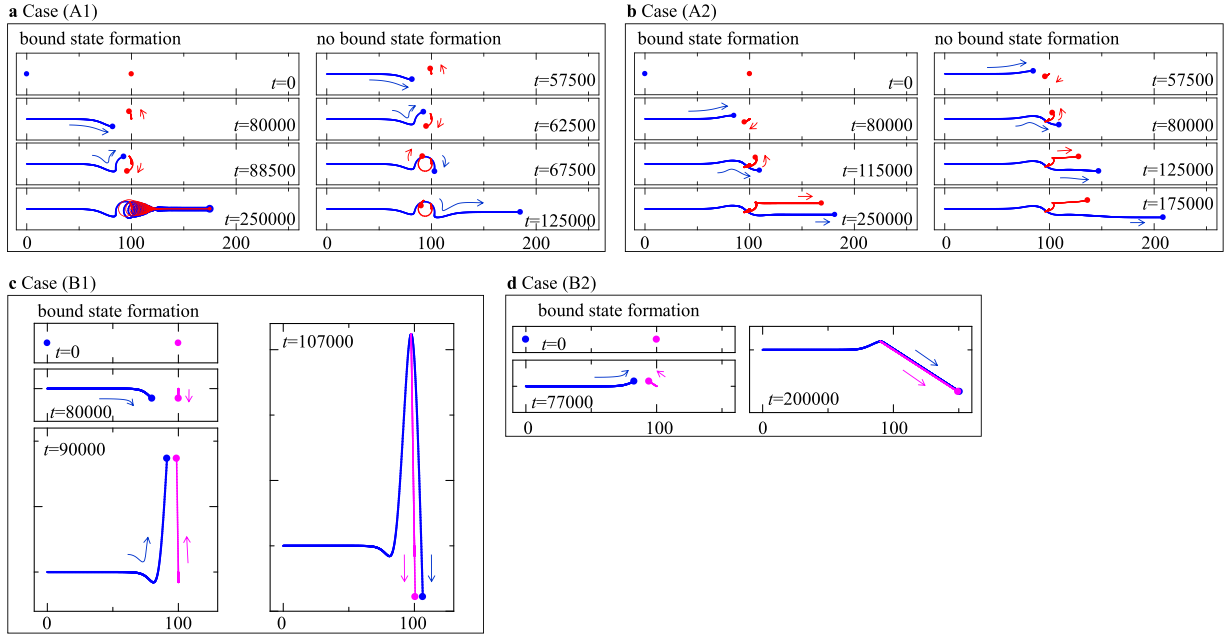 a Case (A1)
bound state formation
t=0
t=80000
t=88500
t=250000
0 100 200
no bound state formation
t=57500
t=62500
t=67500
t=125000
0 100 200
b Case (A2)
bound state formation
t=0
t=80000
t=115000
t=250000
0 100 200
no bound state formation
t=57500
t=80000
t=125000
t=175000
0 100 200
c Case (B1)
bound state formation
t=0
t=80000
t=90000
0 100
t=107000
0 100
d Case (B2)
bound state formation
t=0
t=77000
0 100
t=200000
0 100